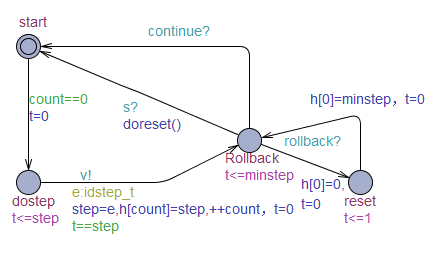 start
continue?
count==0
t=0
s?
doreset()
h[0]=minstep，t=0
rollback?
v!
e:idstep_t
step=e,h[count]=step,++count，t=0
t==step
dostep
t<=step
Rollback
t<=minstep
h[0]=0,
t=0
reset
t<=1